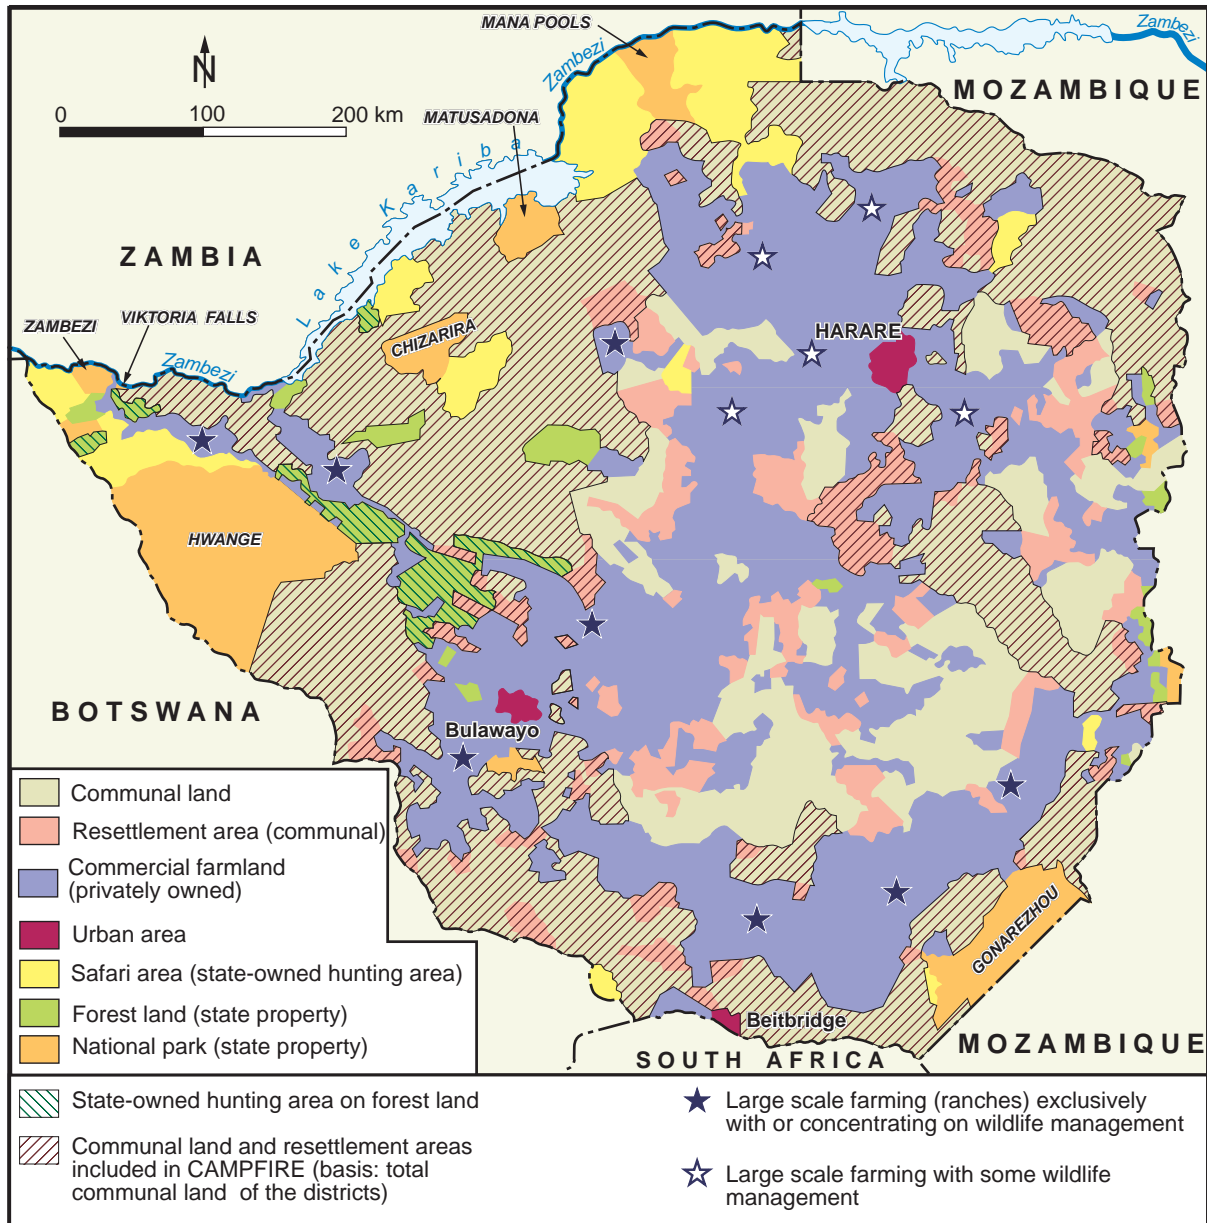 MANA POOLS
Zambezi
Zambezi
N
MOZAMBIQUE
0 100 200 km
MATUSADONA
Lake Kariba
ZAMBIA
ZAMBEZI
VIKTORIA FALLS
CHIZARIRA
HARARE
Zambezi
HWANGE
BOTSWANA
Bulawayo
GONAREZHOU
Beitbridge
SOUTH AFRICA
MOZAMBIQUE
Communal land
Resettlement area (communal)
Commercial farmland
(privately owned)
Urban area
Safari area (state-owned hunting area)
Forest land (state property)
National park (state property)
State-owned hunting area on forest land
Communal land and resettlement areas
included in CAMPFIRE (basis: total
communal land of the districts)
Large scale farming (ranches) exclusively
with or concentrating on wildlife management
Large scale farming with some wildlife
management